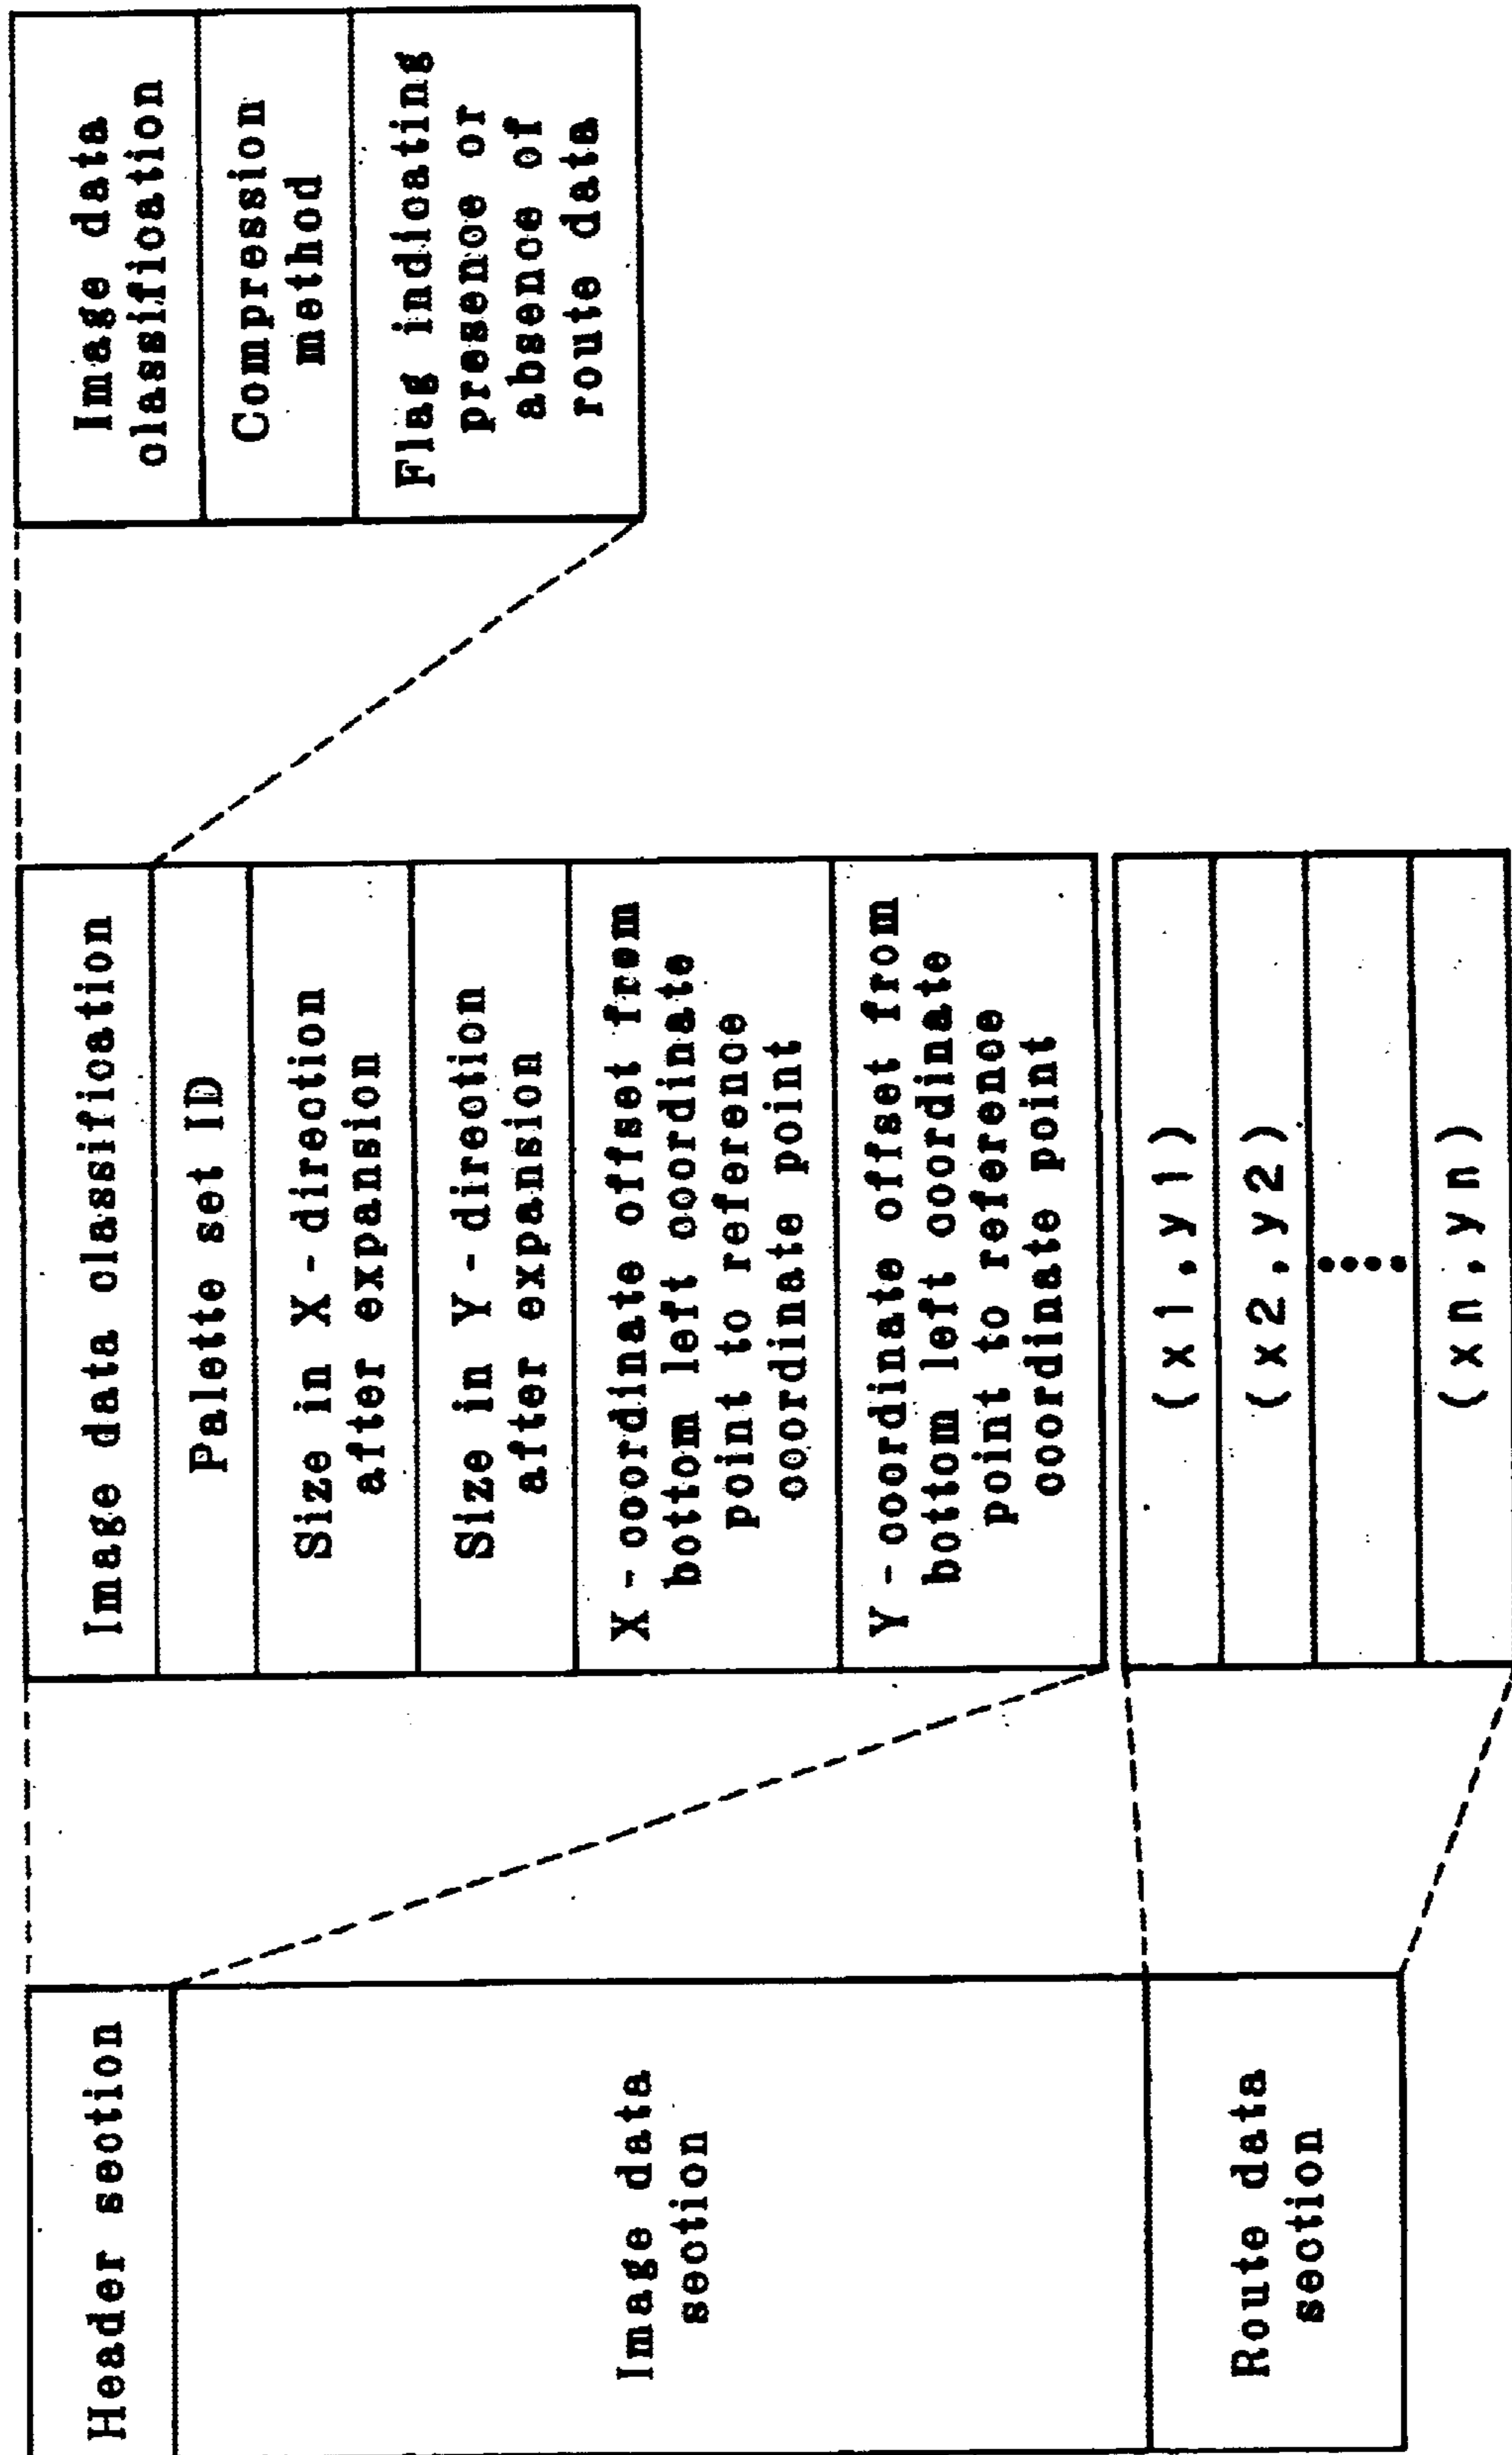 Header section
Image data
section
Route data
section
Image data classification
Palette set ID
Size in X-direction
after expansion
Size in Y-direction
after expansion
X-coordinate offset from
bottom left coordinate
point to reference
coordinate point
Y-coordinate offset from
bottom left coordinate
point to reference
coordinate point
(x1,y1)
(x2,y2)
••••
(xn,yn)
Image data
classification
Compression
method
Flag indicating
presence or
absence of
route data